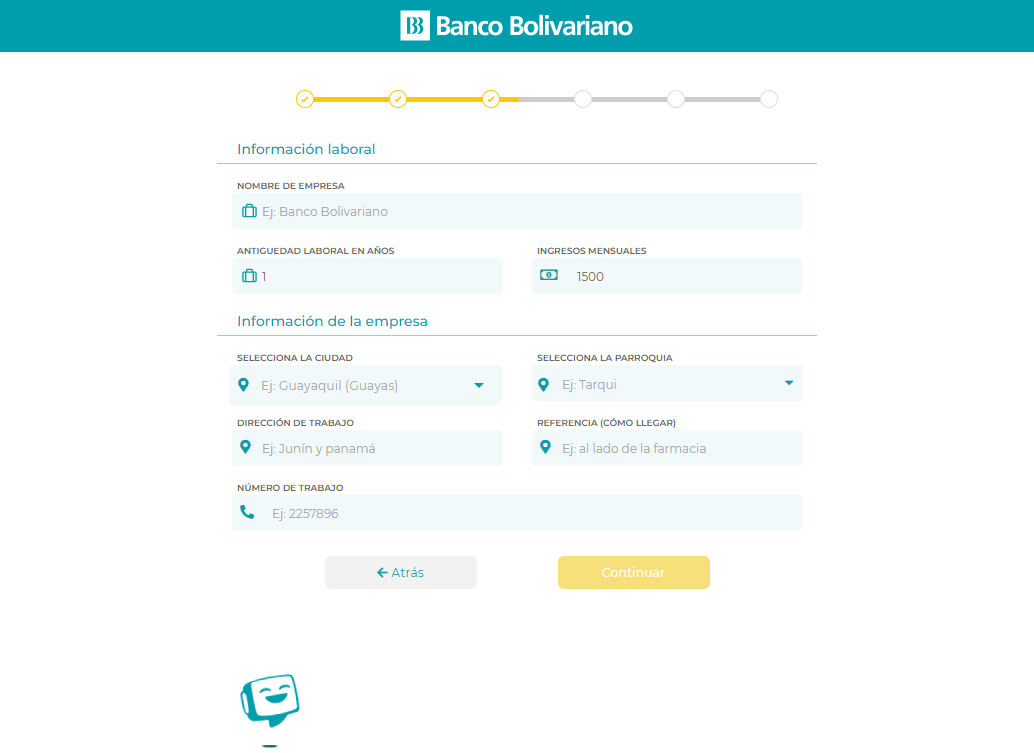 Banco Bolivariano
Información laboral
NOMBRE DE EMPRESA
Ej: Banco Bolivariano
ANTIGUEDAD LABORAL EN AÑOS
INGRESOS MENSUALES
1
1500
Información de la empresa
SELECCIONA LA CIUDAD
SELECCIONA LA PARROQUIA
Ej: Guayaquil (Guayas)
Ej: Tarqui
DIRECCIÓN DE TRABAJO
REFERENCIA (CÓMO LLEGAR)
Ej: Junín y panamá
Ej: al lado de la farmacia
NÚMERO DE TRABAJO
Ej: 2257896
Atrás
Continuar